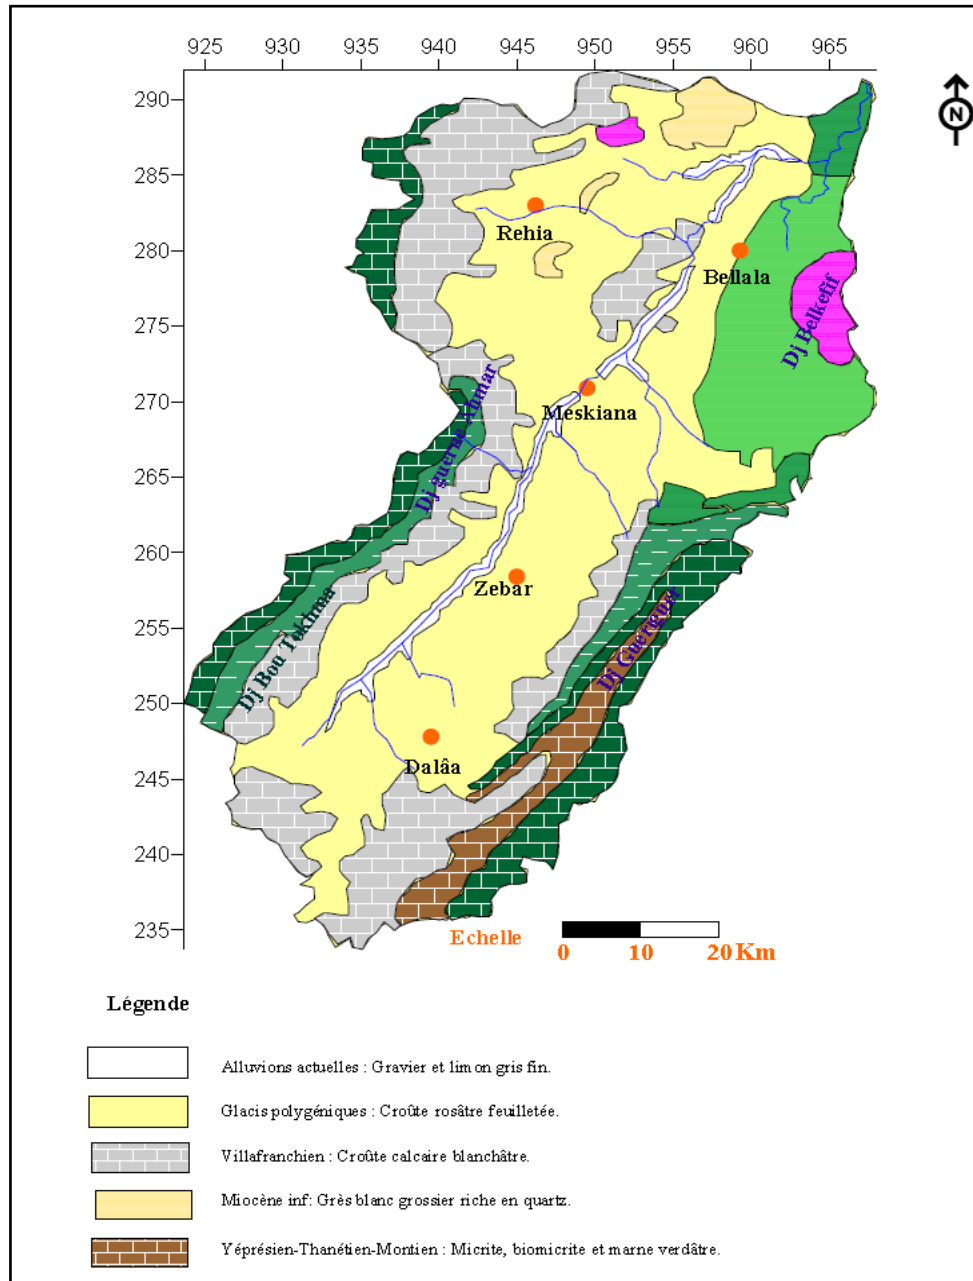 925 930 935 940 945 950 955 960 965
290
285
280
275
270
265
260
255
250
245
240
235
N
Rehia
Bellala
Dj Belkefif
Meskiana
Dj guerne Ahmar
Zebar
Dj Gueriguer
Dj Bou Tokhma
Dalâa
Echelle
0 10 20 Km
Légende
Alluvions actuelles : Gravier et limon gris fin.
Glacis polygéniques : Croûte rosâtre feuilletée.
Villafranchien : Croûte calcaire blanchâtre.
Miocène inf: Grès blanc grossier riche en quartz.
Yéprésien-Thanétien-Montien : Micrite, biomicrite et marne verdâtre.